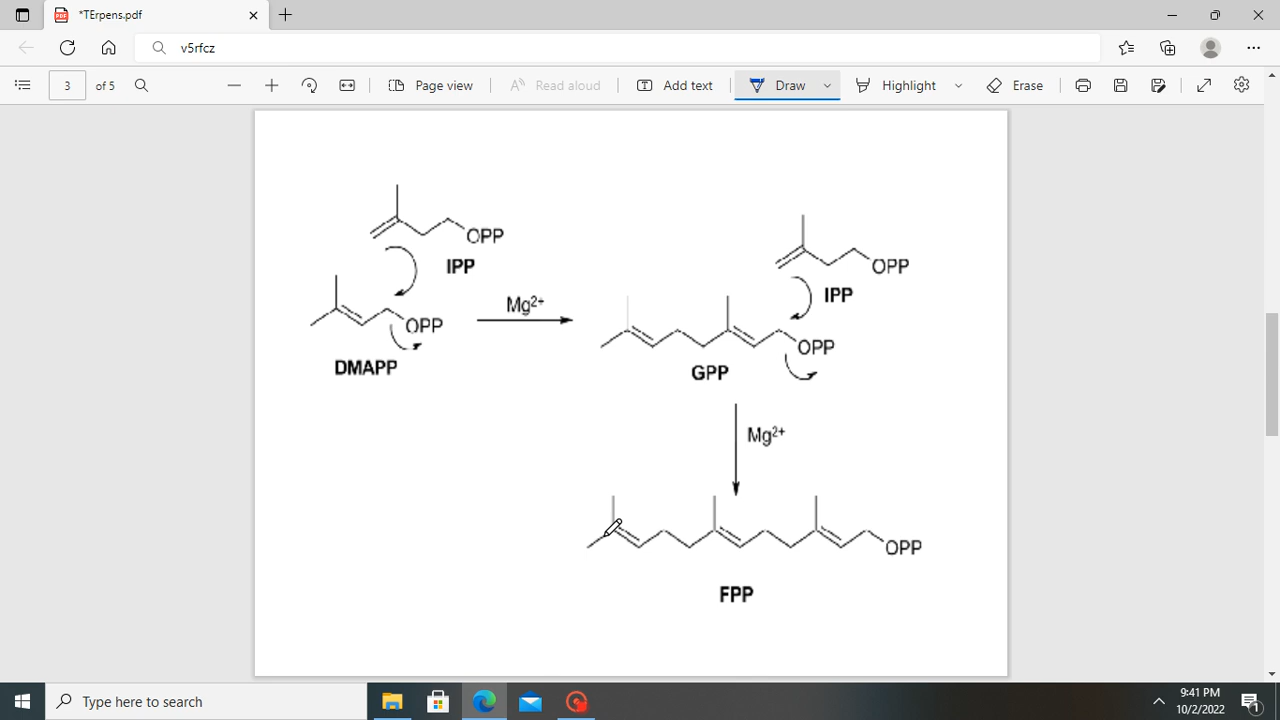 *TErpens.pdf
v5rfcz
3 of 5 Page view Read aloud Add text Draw Highlight Erase
OPP
IPP
OPP
IPP
Mg²⁺
OPP
DMAPP
OPP
GPP
Mg²⁺
OPP
FPP
Type here to search
9:41 PM
10/2/2022
1